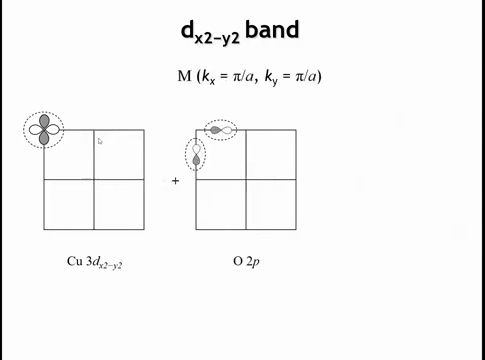 dx2−y2 band
M (kx = π/a, ky = π/a)
+
Cu 3dx2−y2
O 2p